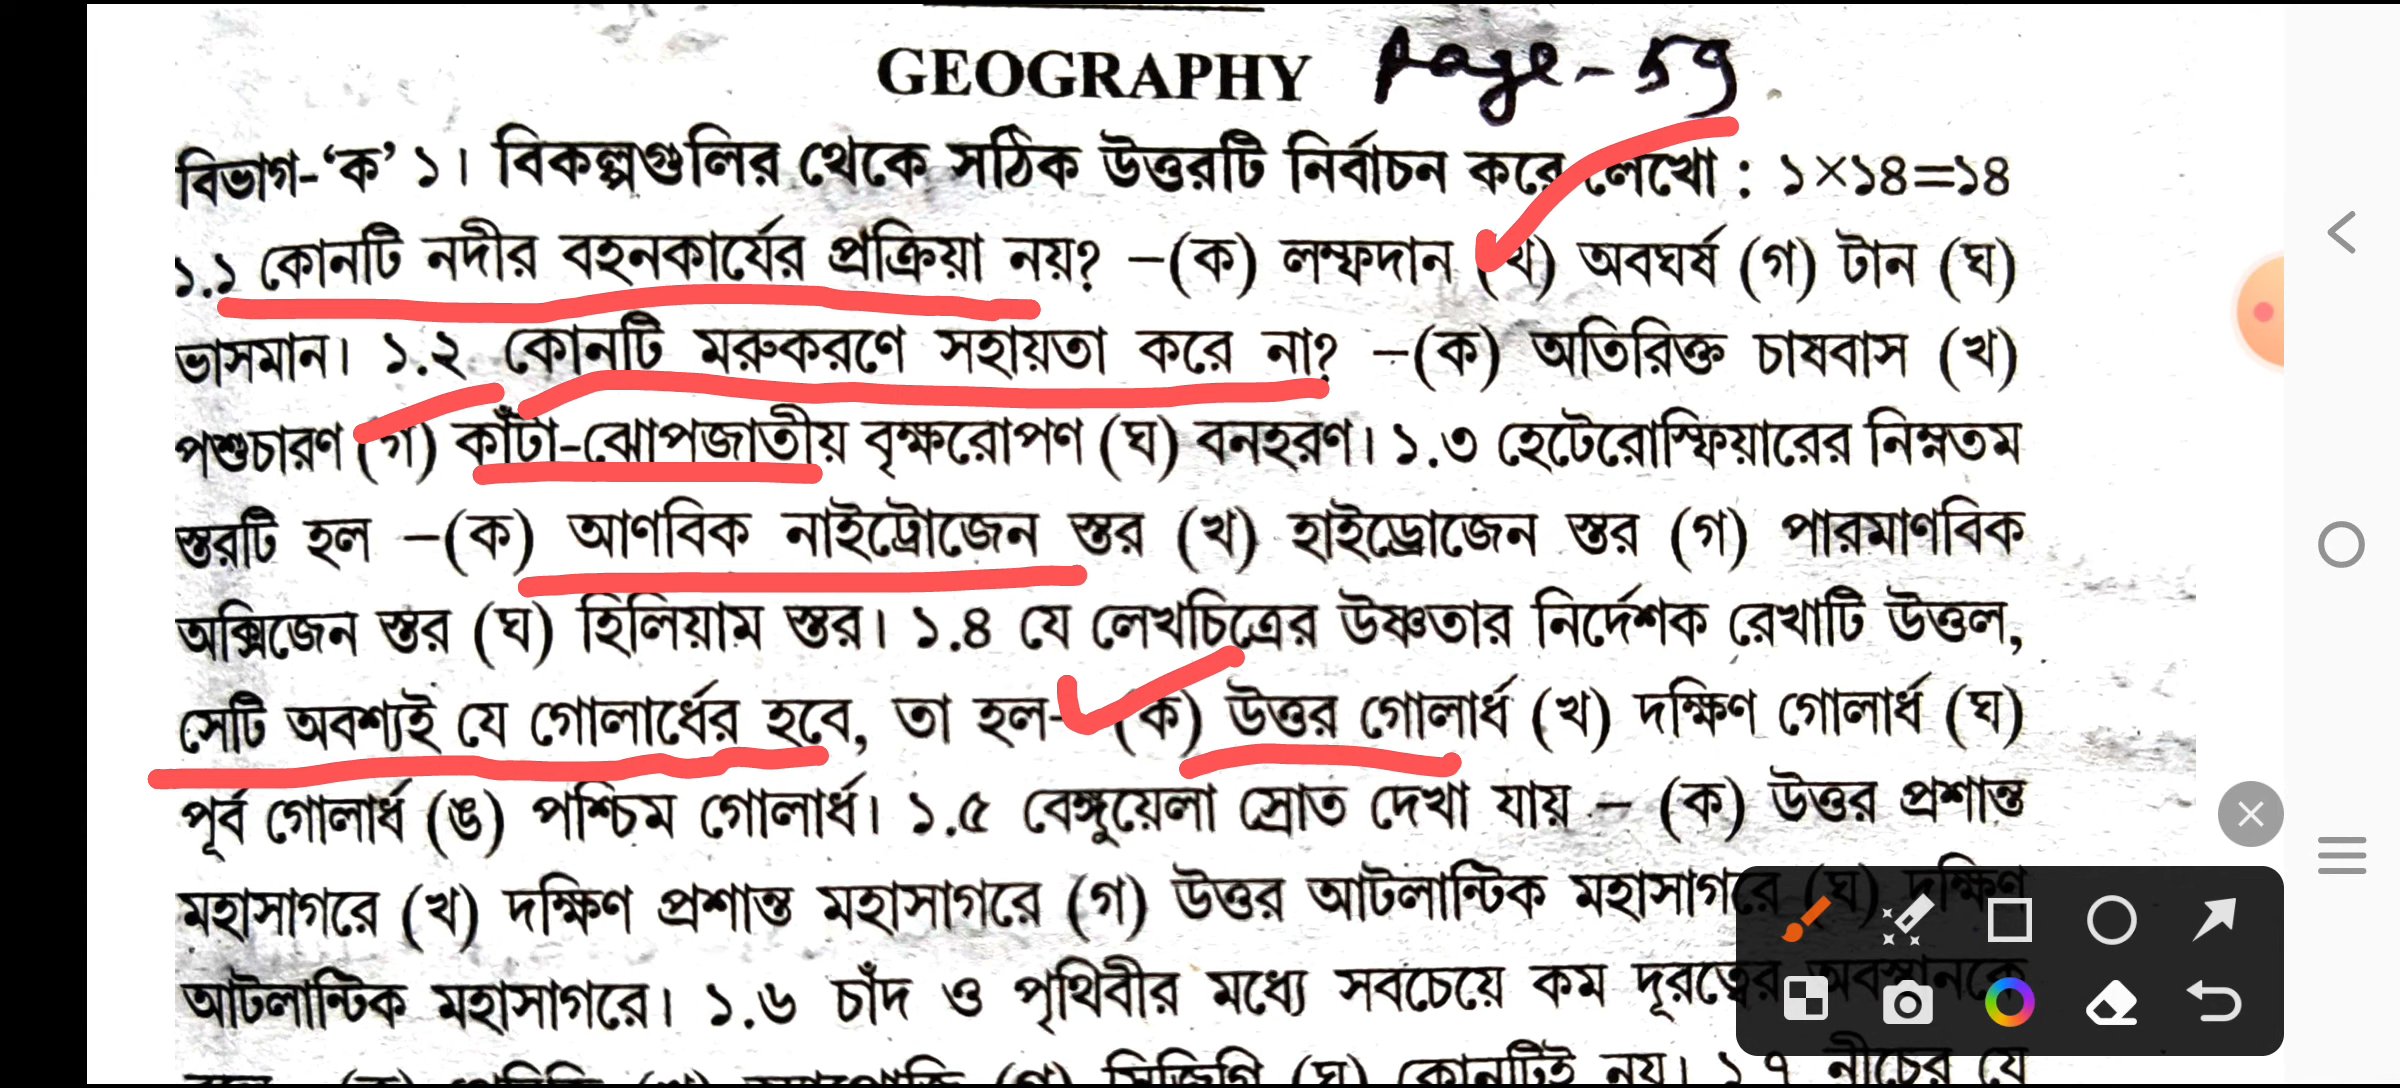 GEOGRAPHY Page-59
বিভাগ-‘ক’ ১। বিকল্পগুলির থেকে সঠিক উত্তরটি নির্বাচন করে লেখো : ১×১৪=১৪
১.১ কোনটি নদীর বহনকার্যের প্রক্রিয়া নয়? –(ক) লম্ফদান (খ) অবঘর্ষ (গ) টান (ঘ)
ভাসমান। ১.২ কোনটি মরুকরণে সহায়তা করে না? –(ক) অতিরিক্ত চাষবাস (খ)
পশুচারণ (গ) কাঁটা-ঝোপজাতীয় বৃক্ষরোপণ (ঘ) বনহরণ। ১.৩ হেটেরোস্ফিয়ারের নিম্নতম
স্তরটি হল –(ক) আণবিক নাইট্রোজেন স্তর (খ) হাইড্রোজেন স্তর (গ) পারমাণবিক
অক্সিজেন স্তর (ঘ) হিলিয়াম স্তর। ১.৪ যে লেখচিত্রের উষ্ণতার নির্দেশক রেখাটি উত্তল,
সেটি অবশ্যই যে গোলার্ধের হবে, তা হল- (ক) উত্তর গোলার্ধ (খ) দক্ষিণ গোলার্ধ (ঘ)
পূর্ব গোলার্ধ (ঙ) পশ্চিম গোলার্ধ। ১.৫ বেঙ্গুয়েলা স্রোত দেখা যায় – (ক) উত্তর প্রশান্ত
মহাসাগরে (খ) দক্ষিণ প্রশান্ত মহাসাগরে (গ) উত্তর আটলান্টিক মহাসাগরে (ঘ) দক্ষিণ
আটলান্টিক মহাসাগরে। ১.৬ চাঁদ ও পৃথিবীর মধ্যে সবচেয়ে কম দূরত্বের অবস্থানকে
(ক) (গ) সিজিগি (ঘ) কোনটিই নয়। ১.৭ নীচের যে